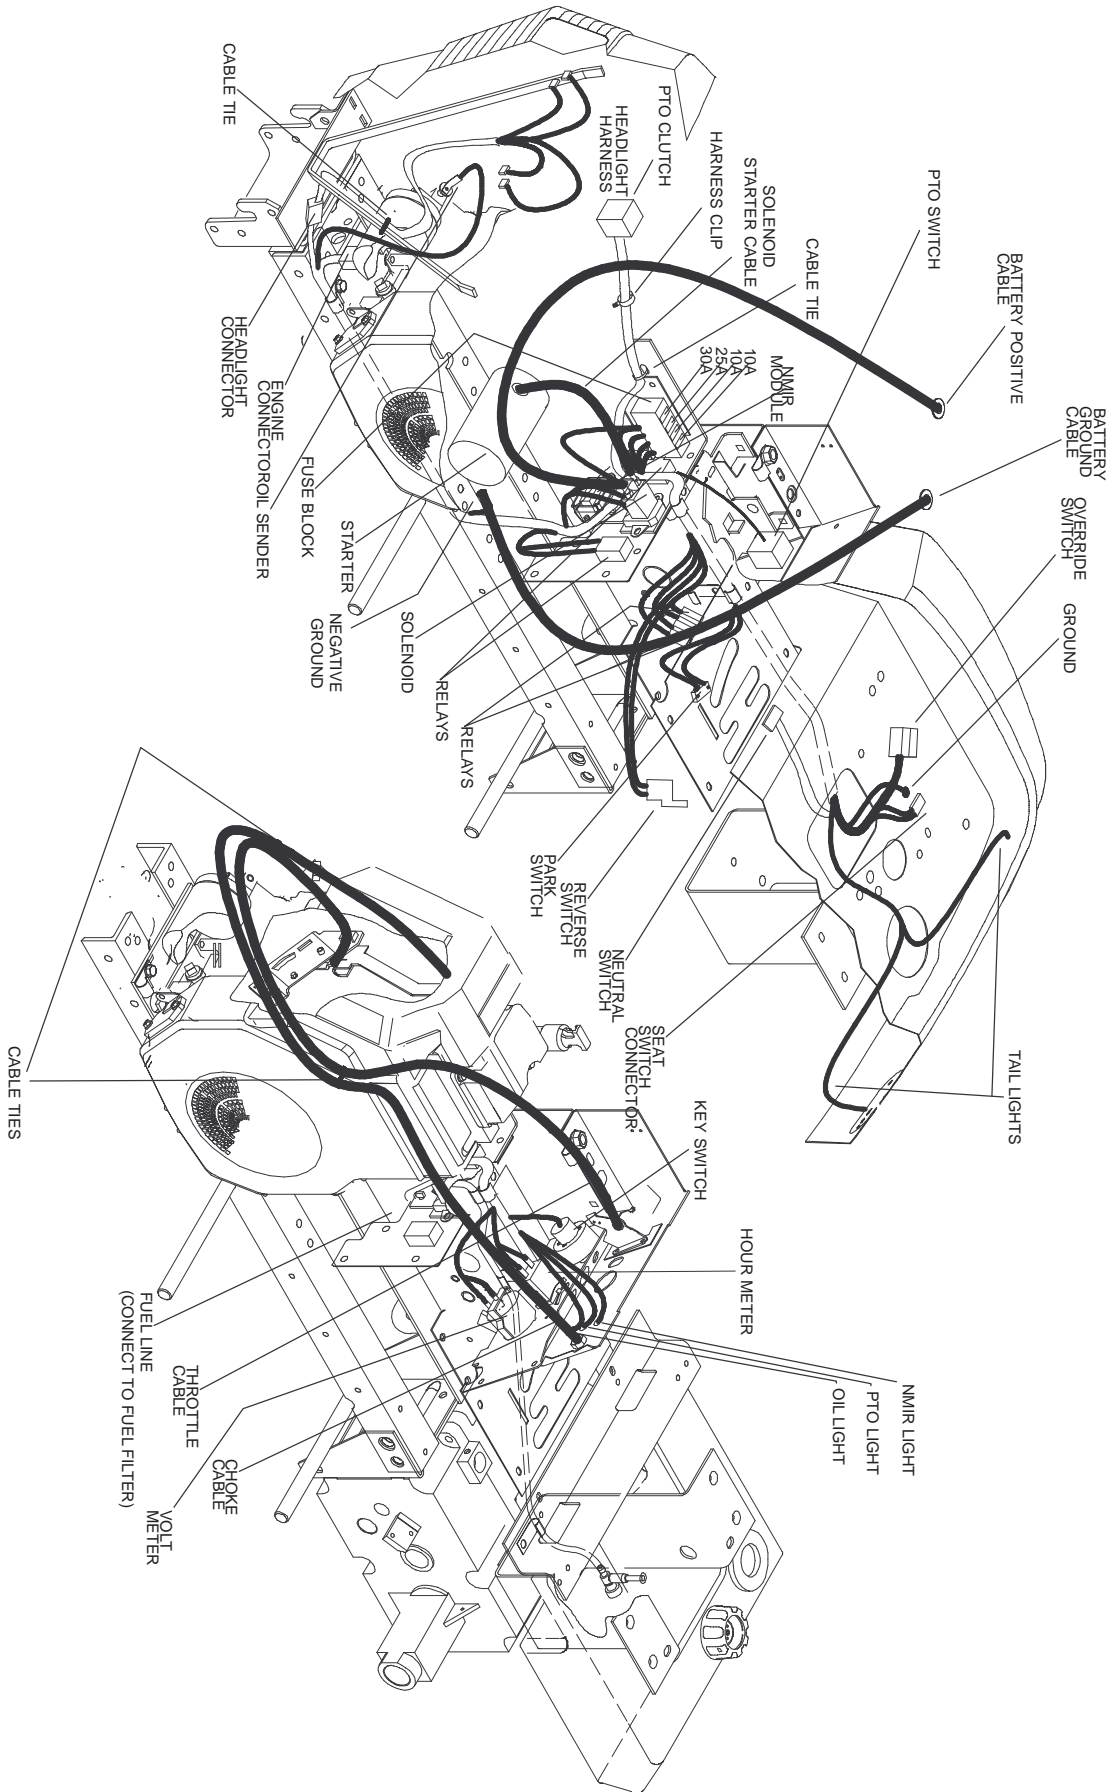 BATTERY
GROUND
CABLE
OVERRIDE
SWITCH
GROUND
BATTERY POSITIVE
CABLE
TAIL LIGHTS
PTO SWITCH
CABLE TIE
NMIR
MODULE
SOLENOID
STARTER CABLE
10A
10A
25A
30A
HARNESS CLIP
PTO CLUTCH
HEADLIGHT
HARNESS
SEAT
SWITCH
CONNECTOR
NEUTRAL
SWITCH
REVERSE
SWITCH
PARK
SWITCH
RELAYS
RELAYS
SOLENOID
NEGATIVE
GROUND
STARTER
FUSE BLOCK
ENGINE
CONNECTOROIL SENDER
HEADLIGHT
CONNECTOR
CABLE TIE
NMIR LIGHT
PTO LIGHT
OIL LIGHT
HOUR METER
KEY SWITCH
CHOKE
CABLE
THROTTLE
CABLE
VOLT
METER
FUEL LINE
(CONNECT TO FUEL FILTER)
CABLE TIES